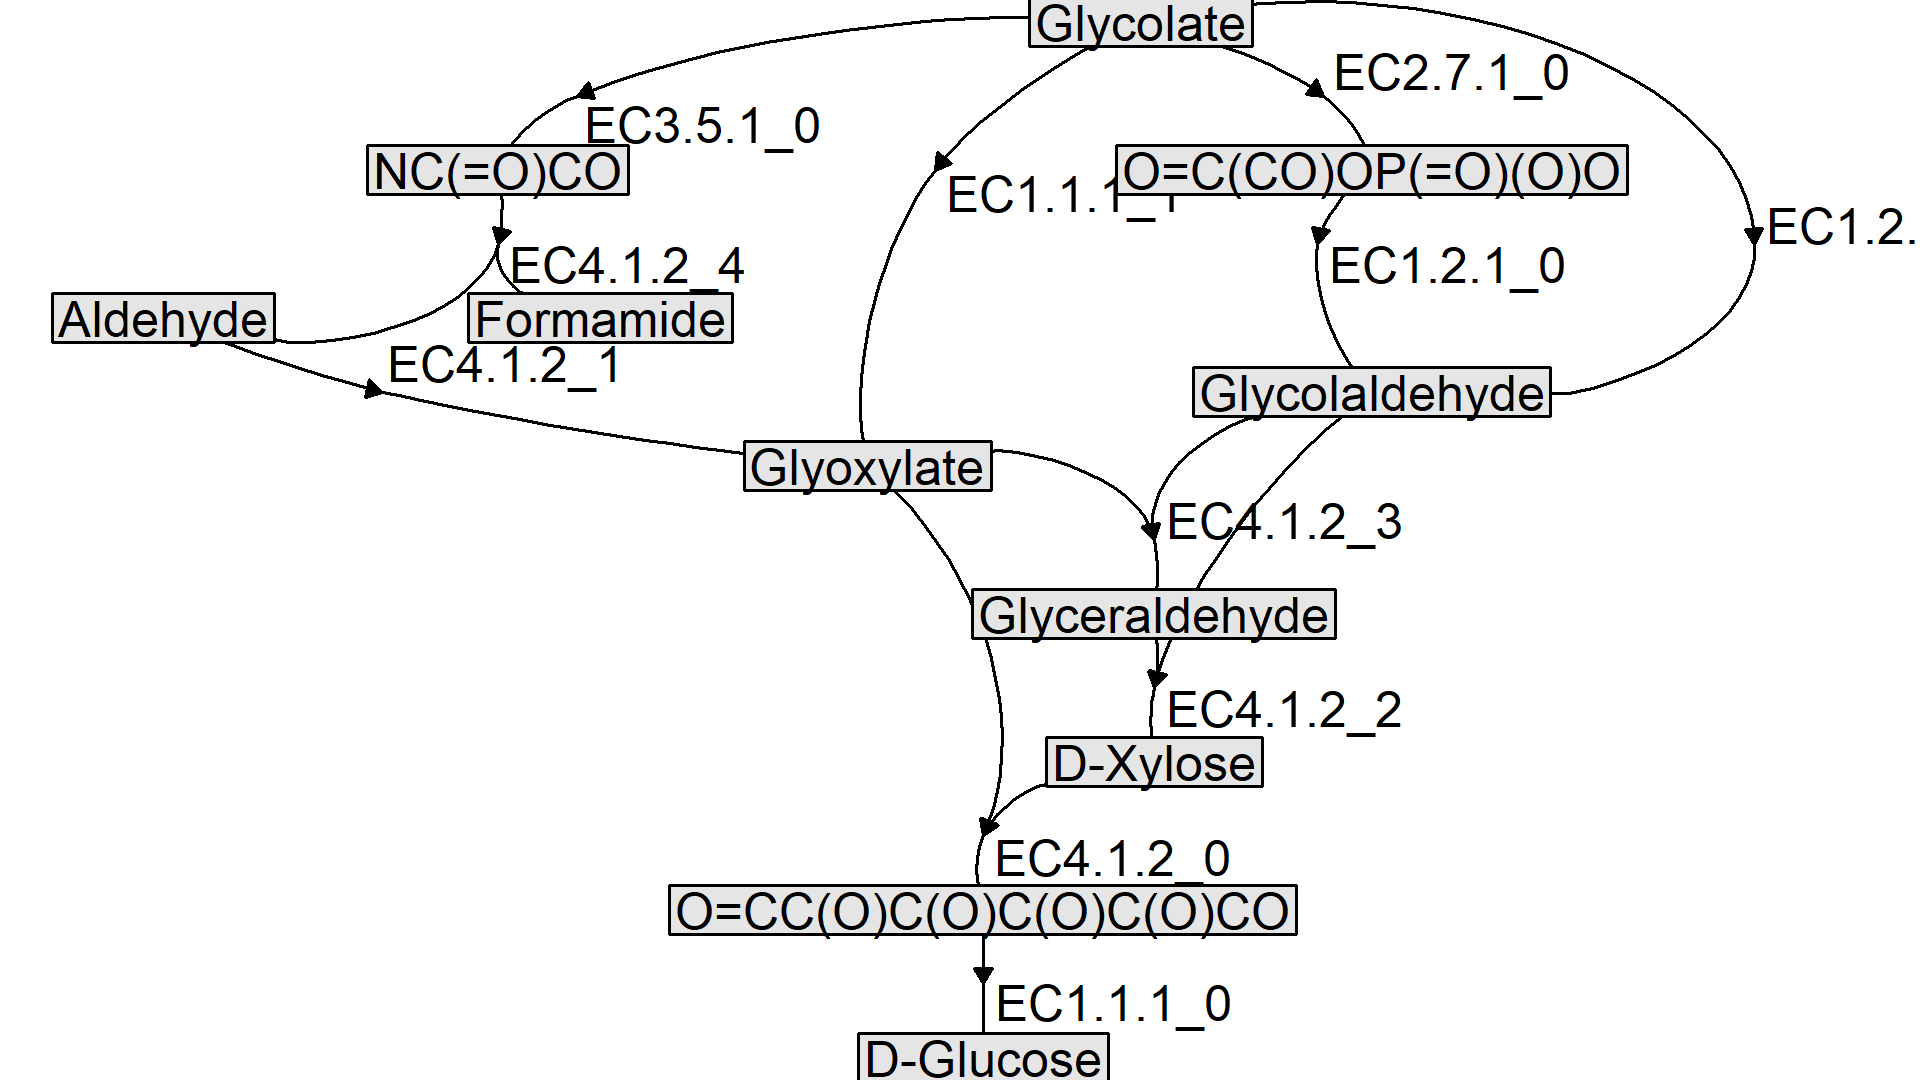 Glycolate
EC2.7.1_0
EC3.5.1_0
NC(=O)CO
O=C(CO)OP(=O)(O)O
EC1.1.1_1
EC1.2.
EC4.1.2_4
EC1.2.1_0
Aldehyde
Formamide
EC4.1.2_1
Glycolaldehyde
Glyoxylate
EC4.1.2_3
Glyceraldehyde
EC4.1.2_2
D-Xylose
EC4.1.2_0
O=CC(O)C(O)C(O)C(O)CO
EC1.1.1_0
D-Glucose